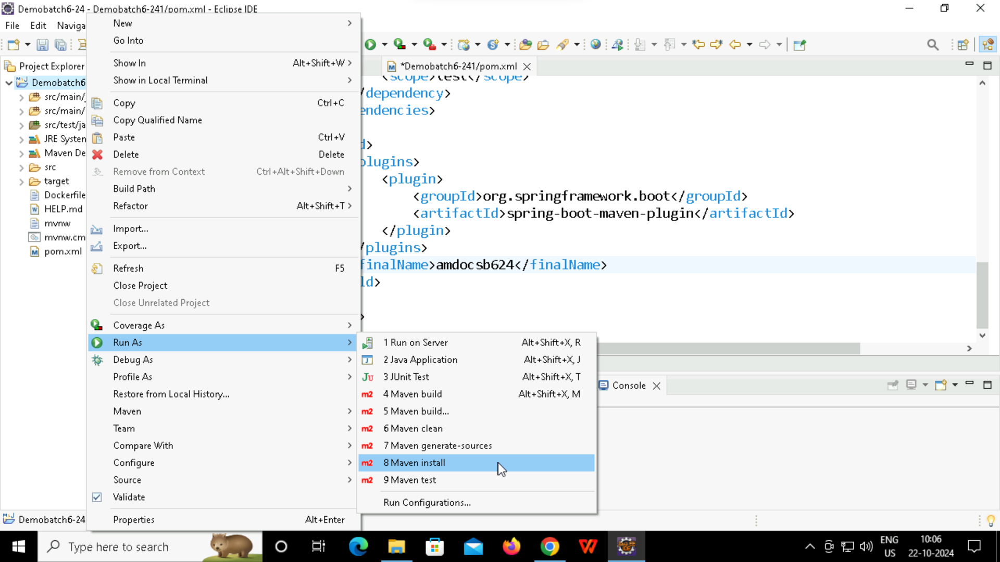 Demobatch6-24 - Demobatch6-241/pom.xml - Eclipse IDE
File Edit Naviga
Project Explorer
Demobatch6
src/main/
src/main/
src/test/ja
JRE System
Maven De
src
target
Dockerfile
HELP.md
mvnw
mvnw.cm
pom.xml
New
Go Into
Show In Alt+Shift+W
Show in Local Terminal
Copy Ctrl+C
Copy Qualified Name
Paste Ctrl+V
Delete Delete
Remove from Context Ctrl+Alt+Shift+Down
Build Path
Refactor Alt+Shift+T
Import...
Export...
Refresh F5
Close Project
Close Unrelated Project
Coverage As
Run As
Debug As
Profile As
Restore from Local History...
Maven
Team
Compare With
Configure
Source
Validate
Properties Alt+Enter
1 Run on Server Alt+Shift+X, R
2 Java Application Alt+Shift+X, J
Ju 3 JUnit Test Alt+Shift+X, T
m2 4 Maven build Alt+Shift+X, M
m2 5 Maven build...
m2 6 Maven clean
m2 7 Maven generate-sources
m2 8 Maven install
m2 9 Maven test
Run Configurations...
*Demobatch6-241/pom.xml
<scope>test</scope>
/dependency>
endencies>
d>
plugins>
<plugin>
<groupId>org.springframework.boot</groupId>
<artifactId>spring-boot-maven-plugin</artifactId>
</plugin>
/plugins>
finalName>amdocsb624</finalName>
ld>
>
Console
Demobatch6-24
Type here to search
ENG
US
10:06
22-10-2024